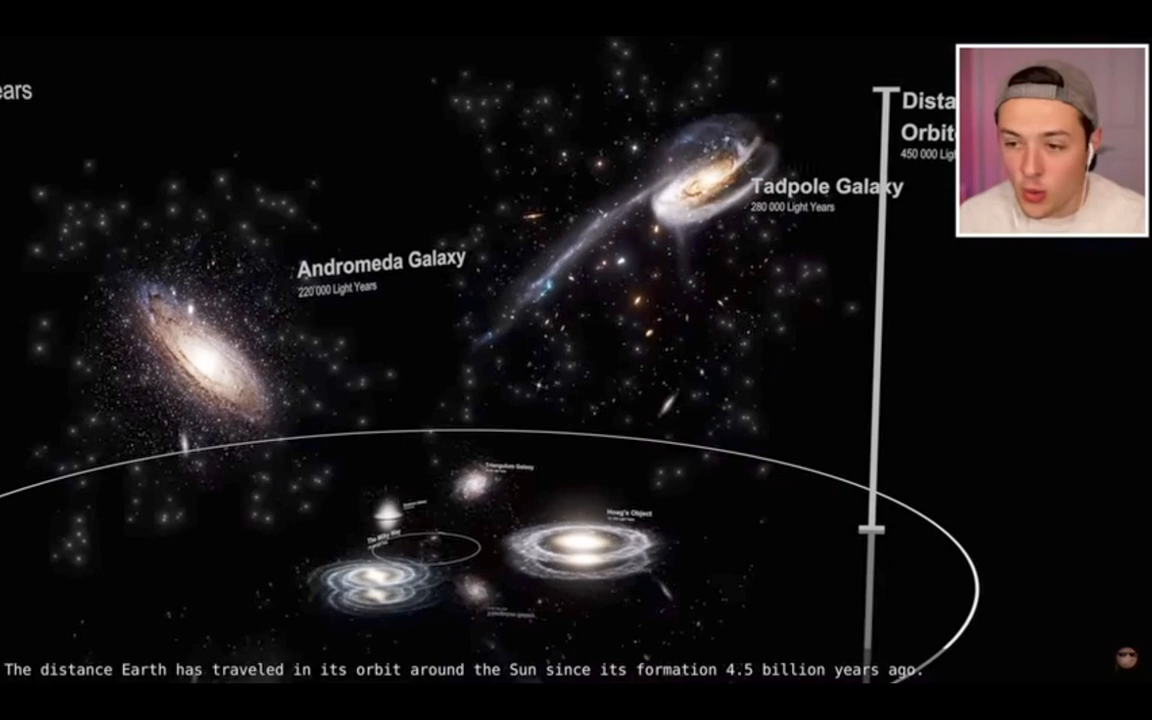 ears
Dista
Orbit
450 000 Ligh
Tadpole Galaxy
280 000 Light Years
Andromeda Galaxy
220 000 Light Years
Triangulum Galaxy
Hoag's Object
The Milky Way
The distance Earth has traveled in its orbit around the Sun since its formation 4.5 billion years ago.